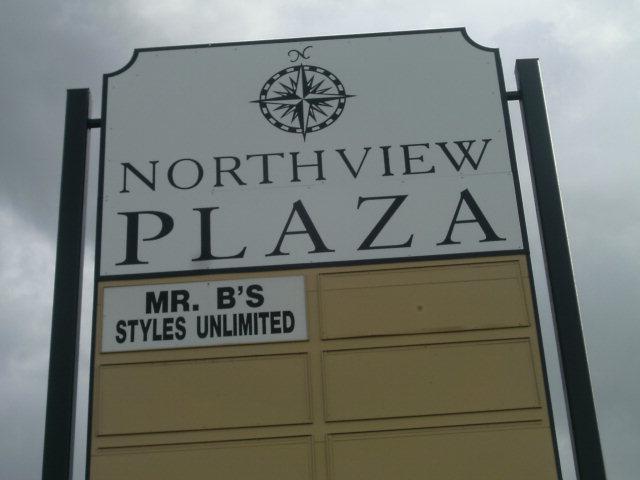 N
NORTHVIEW
PLAZA
MR. B'S
STYLES UNLIMITED